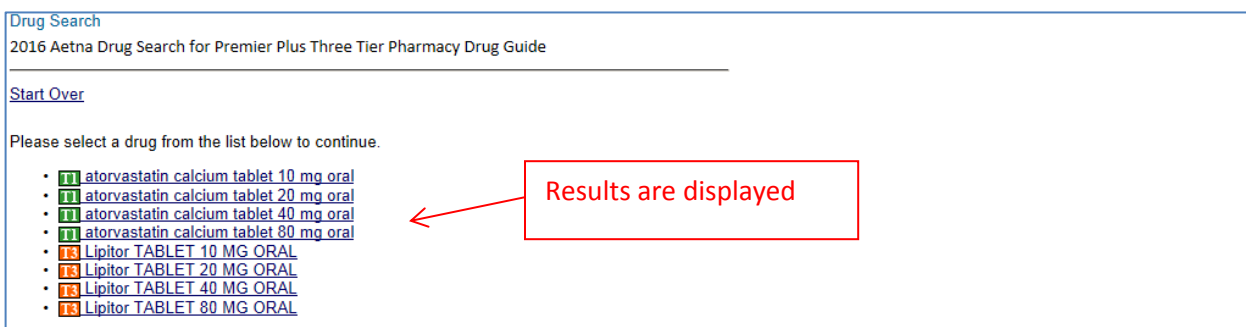 Drug Search
2016 Aetna Drug Search for Premier Plus Three Tier Pharmacy Drug Guide
Start Over
Please select a drug from the list below to continue.
• T1 atorvastatin calcium tablet 10 mg oral
• T1 atorvastatin calcium tablet 20 mg oral
• T1 atorvastatin calcium tablet 40 mg oral
• T1 atorvastatin calcium tablet 80 mg oral
• T3 Lipitor TABLET 10 MG ORAL
• T3 Lipitor TABLET 20 MG ORAL
• T3 Lipitor TABLET 40 MG ORAL
• T3 Lipitor TABLET 80 MG ORAL
Results are displayed